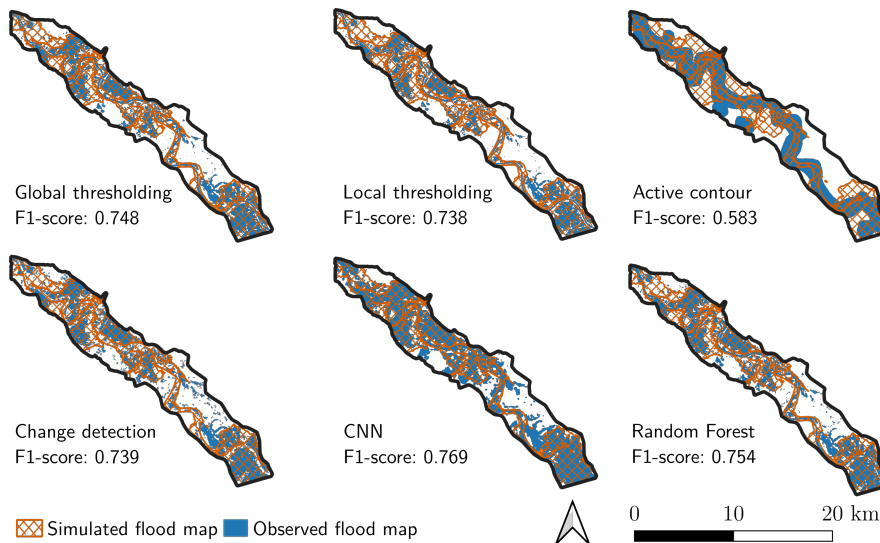 Global thresholding
F1-score: 0.748
Local thresholding
F1-score: 0.738
Active contour
F1-score: 0.583
Change detection
F1-score: 0.739
CNN
F1-score: 0.769
Random Forest
F1-score: 0.754
Simulated flood map
Observed flood map
0 10 20 km